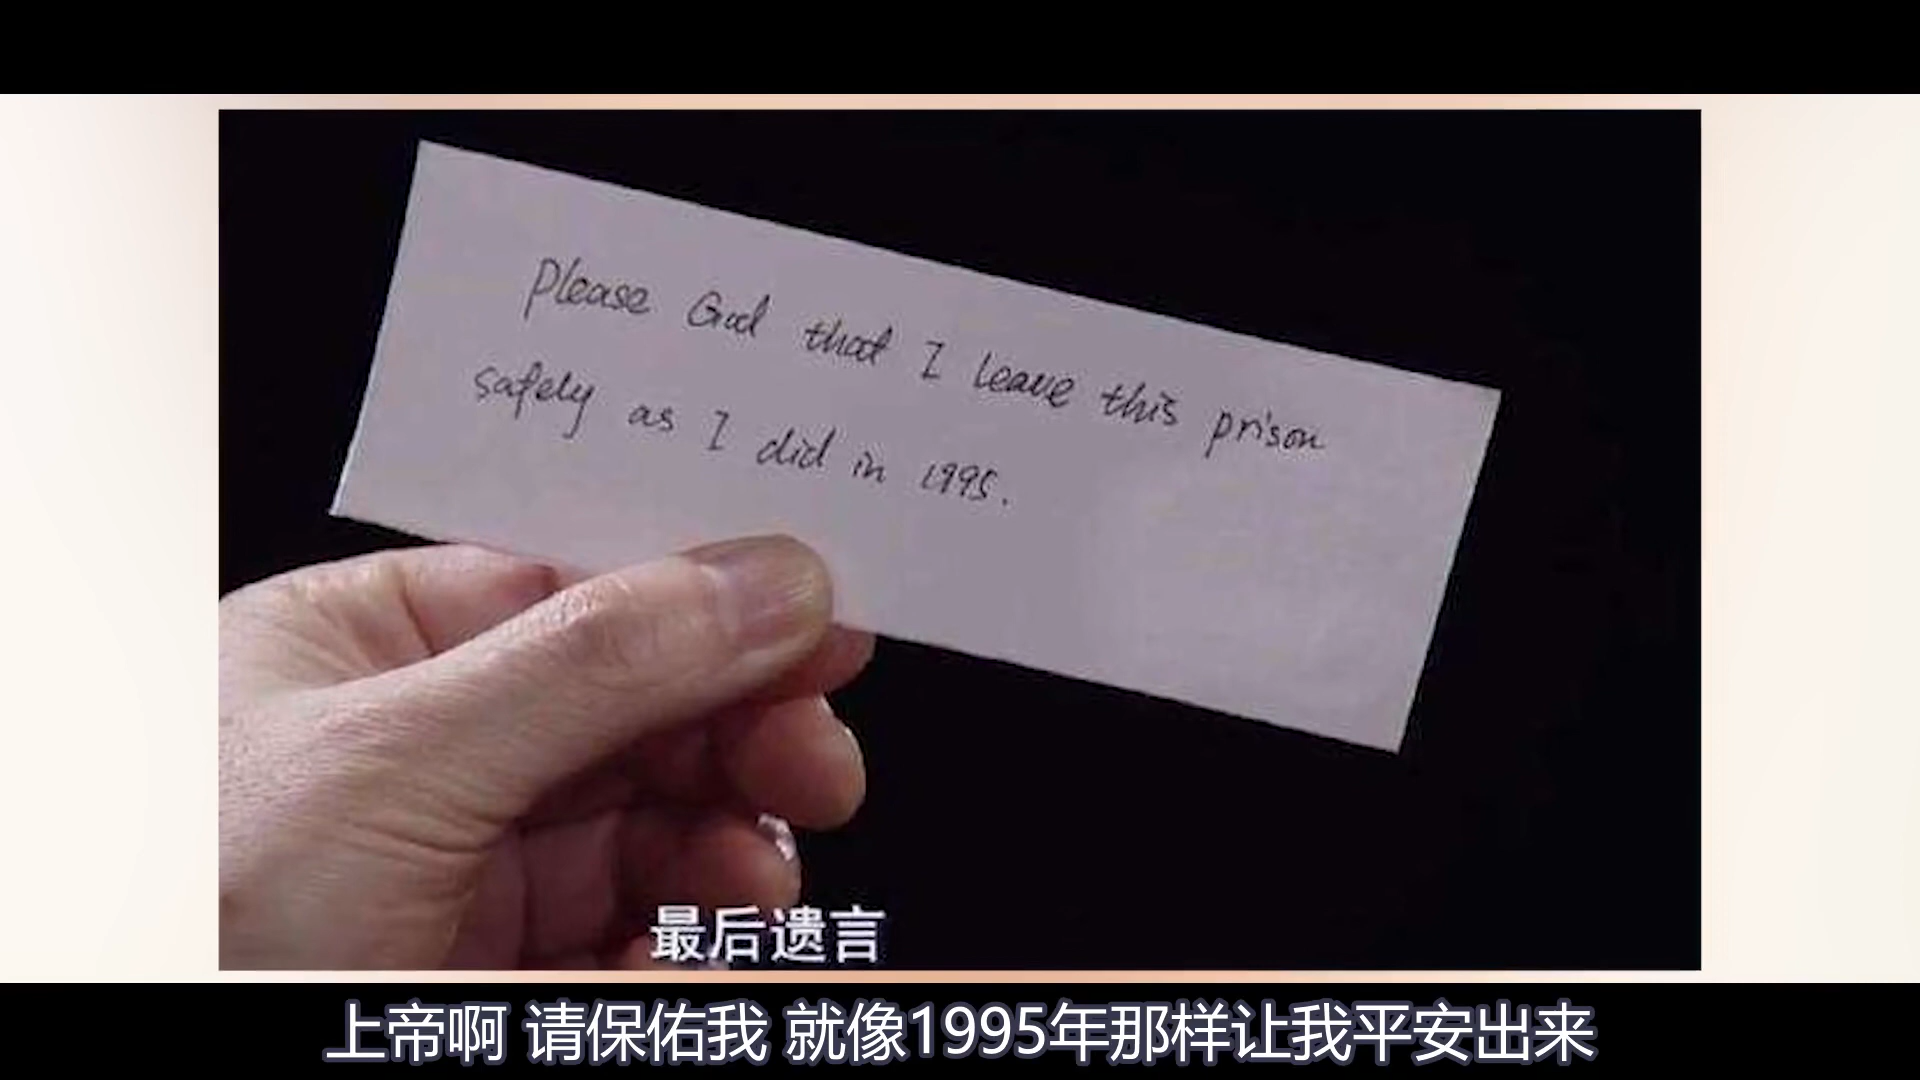 Please God that I leave this prison
safely as I did in 1995.
最后遗言
上帝啊 请保佑我 就像1995年那样让我平安出来